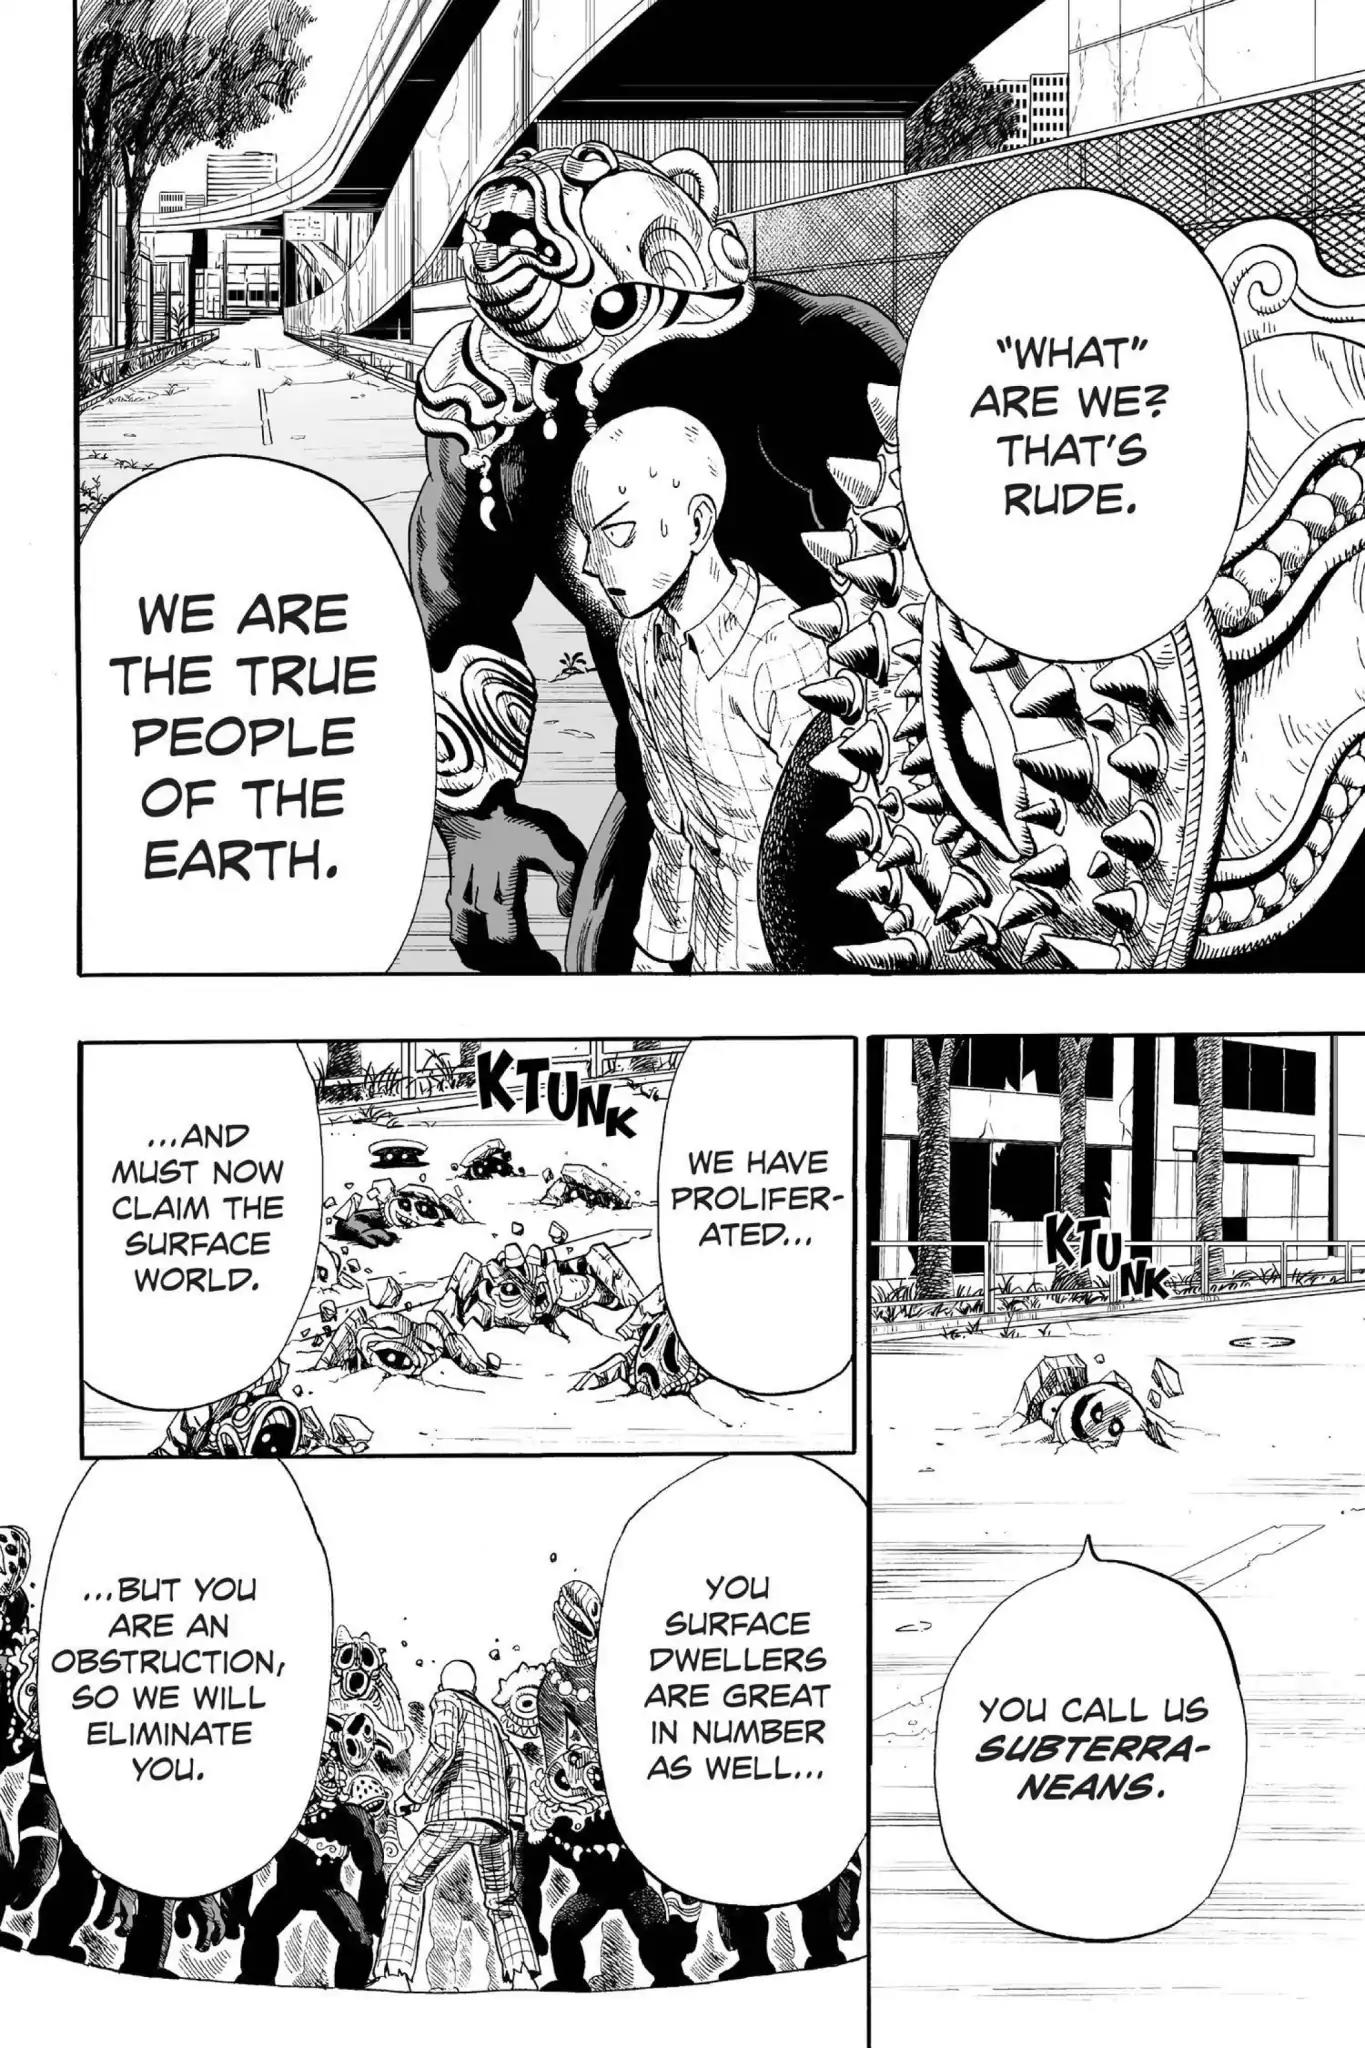 "WHAT"
ARE WE?
THAT'S
RUDE.
WE ARE
THE TRUE
PEOPLE
OF THE
EARTH.
KTUNK
YOU CALL US
SUBTERRA-
NEANS.
KTUNK
WE HAVE
PROLIFER-
ATED...
...AND
MUST NOW
CLAIM THE
SURFACE
WORLD.
YOU
SURFACE
DWELLERS
ARE GREAT
IN NUMBER
AS WELL...
...BUT YOU
ARE AN
OBSTRUCTION,
SO WE WILL
ELIMINATE
YOU.